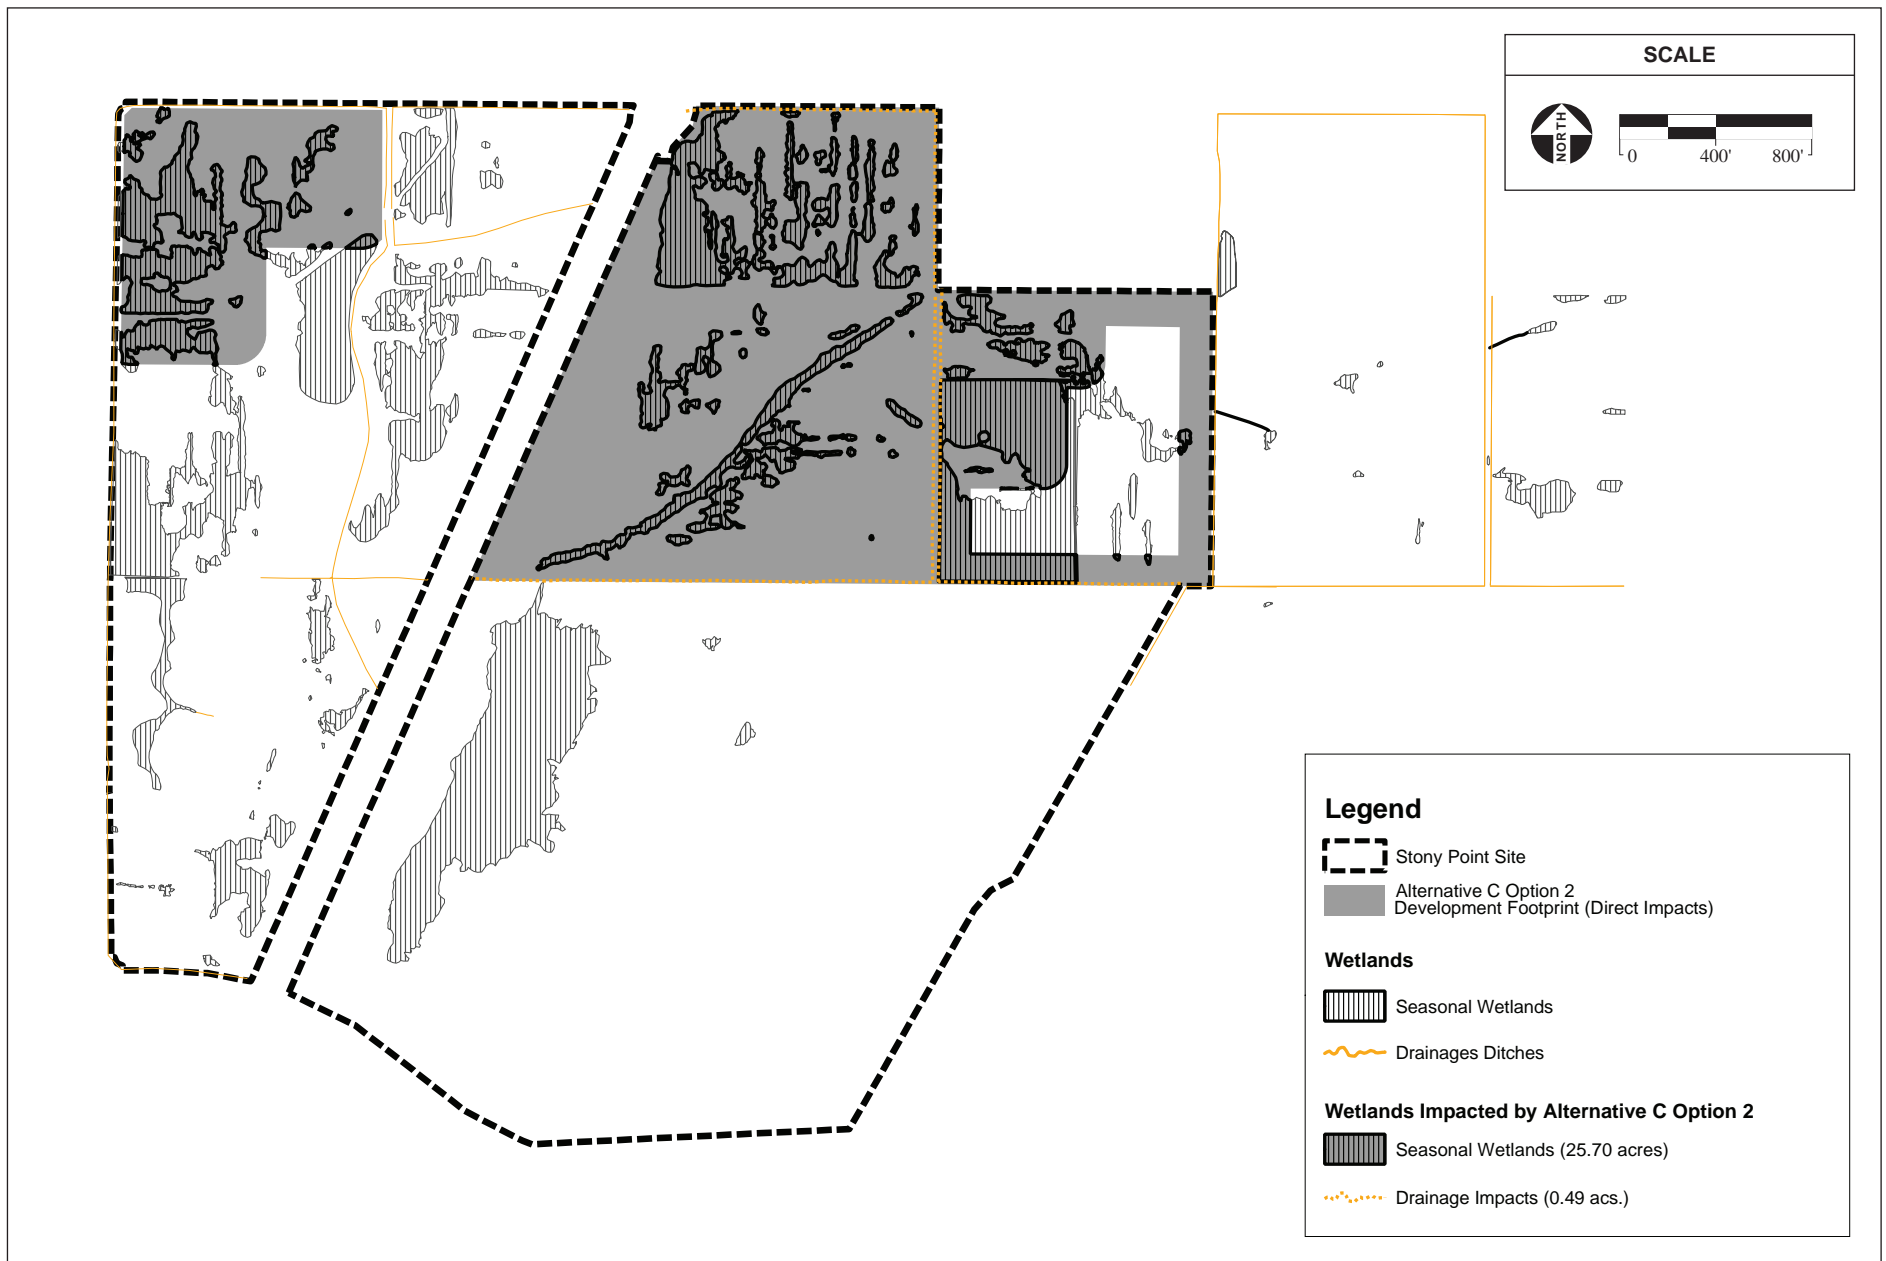 SCALE
NORTH
0 400' 800'
Legend
Stony Point Site
Alternative C Option 2
Development Footprint (Direct Impacts)
Wetlands
Seasonal Wetlands
Drainages Ditches
Wetlands Impacted by Alternative C Option 2
Seasonal Wetlands (25.70 acres)
Drainage Impacts (0.49 acs.)